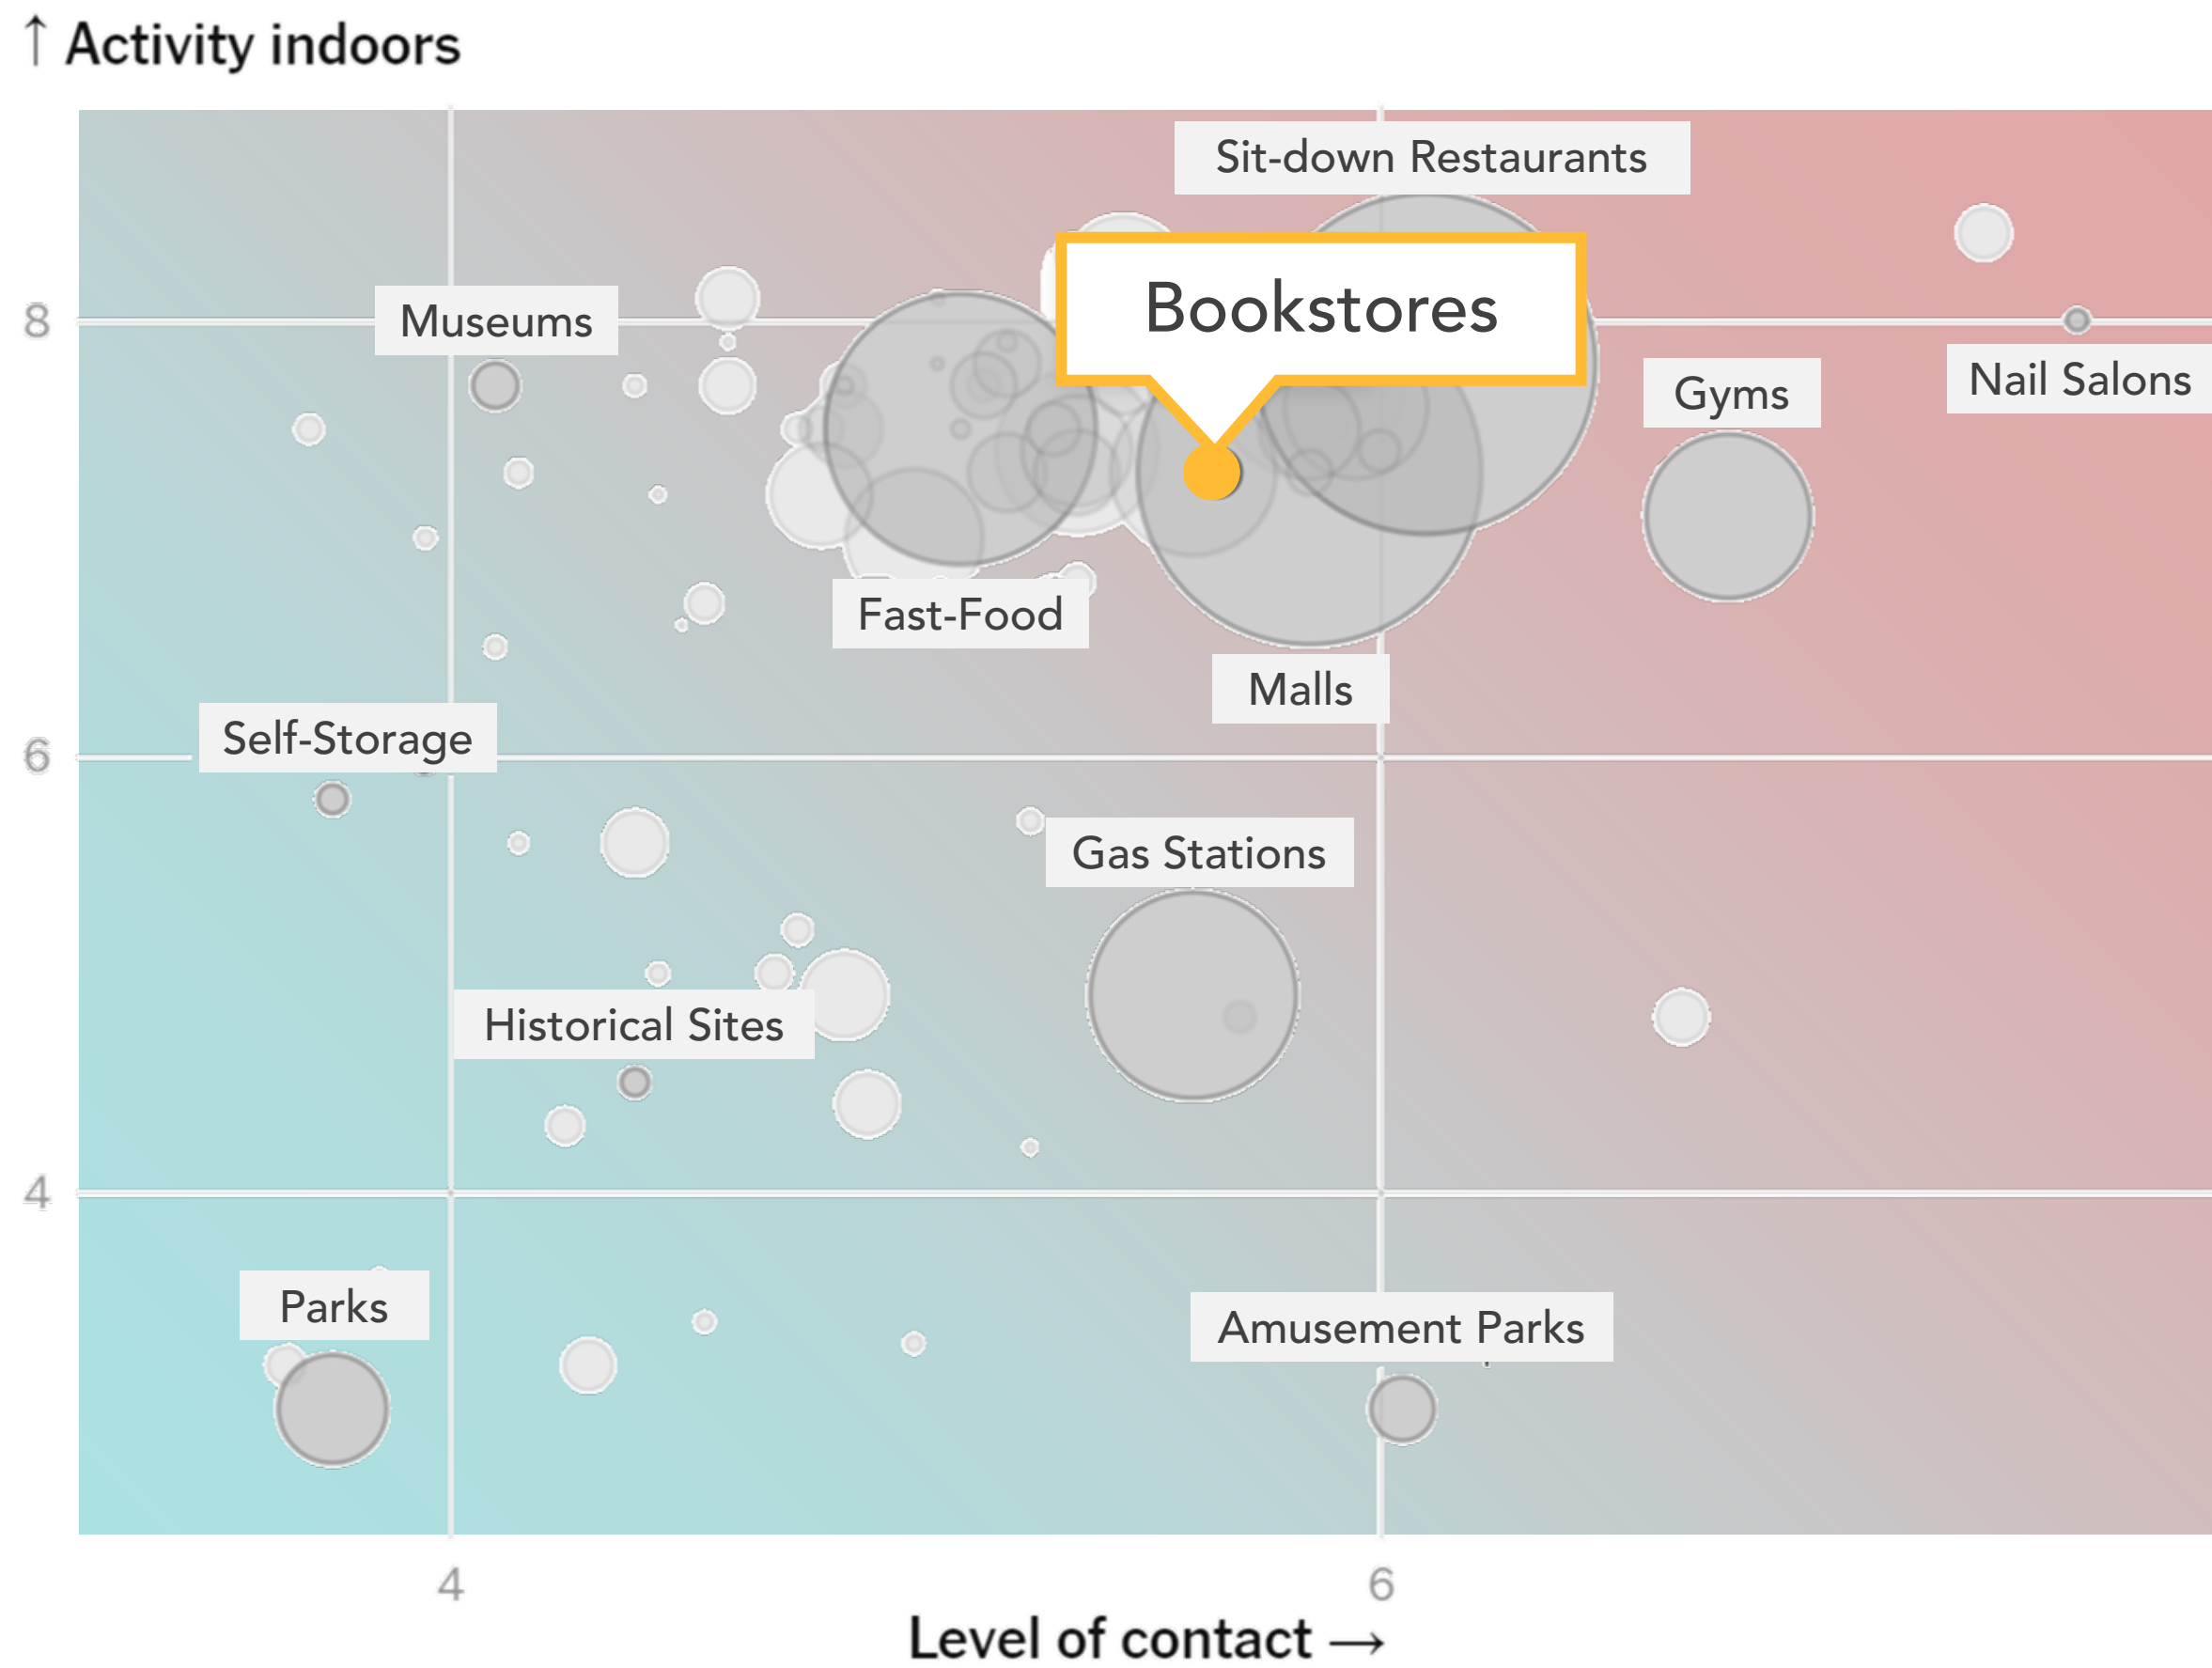 ↑ Activity indoors
Sit-down Restaurants
Bookstores
Museums
8
Nail Salons
Gyms
Fast-Food
Malls
Self-Storage
6
Gas Stations
Historical Sites
4
Parks
Amusement Parks
4
6
Level of contact →